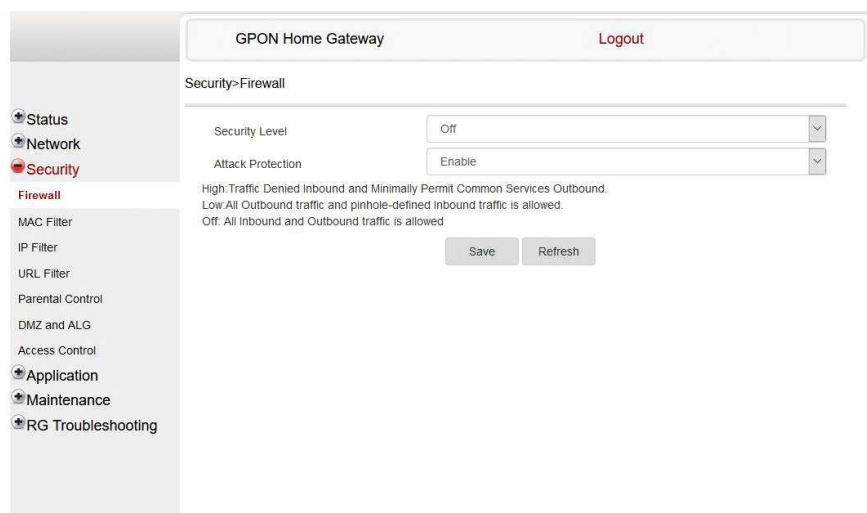 GPON Home Gateway
Logout
Security>Firewall
Status
Network
Security
Firewall
MAC Filter
IP Filter
URL Filter
Parental Control
DMZ and ALG
Access Control
Application
Maintenance
RG Troubleshooting
Security Level
Off
Attack Protection
Enable
High:Traffic Denied Inbound and Minimally Permit Common Services Outbound.
Low:All Outbound traffic and pinhole-defined Inbound traffic is allowed.
Off: All Inbound and Outbound traffic is allowed
Save
Refresh